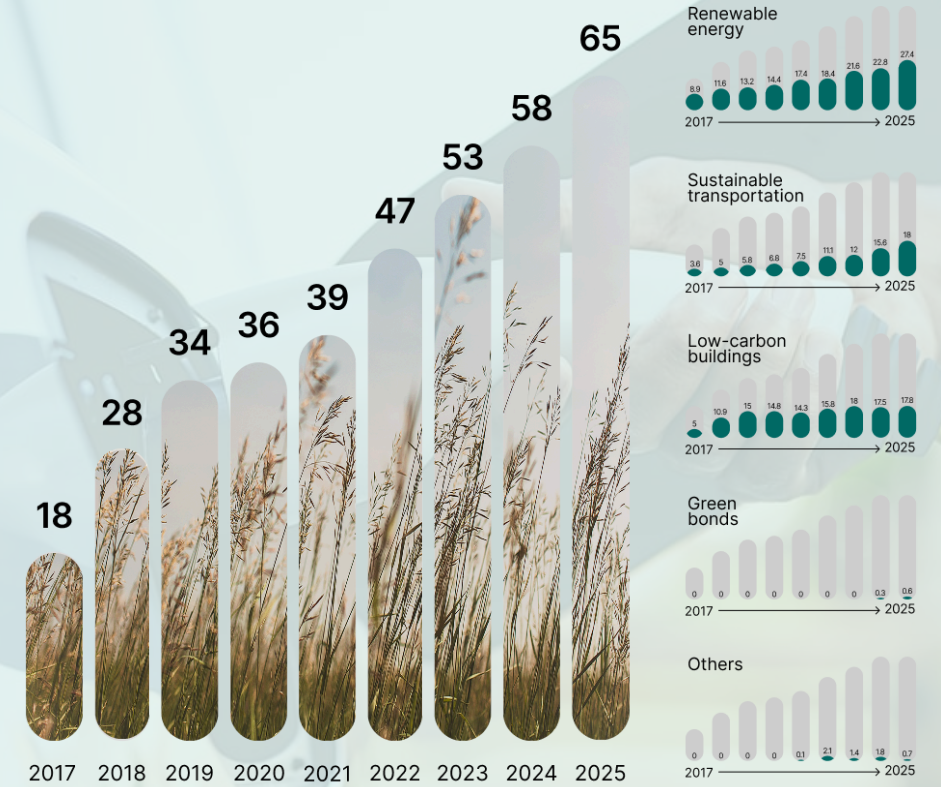 18
28
34
36
39
47
53
58
65
2017 2018 2019 2020 2021 2022 2023 2024 2025
Renewable
energy
8.9 11.6 13.2 14.4 17.4 18.4 21.6 22.8 27.4
2017 2025
Sustainable
transportation
3.6 5 5.8 6.8 7.5 11.1 12 15.6 18
2017 2025
Low-carbon
buildings
5 10.9 15 14.8 14.3 15.8 18 17.5 17.8
2017 2025
Green
bonds
0 0 0 0 0 0 0 0.3 0.6
2017 2025
Others
0 0 0 0 0.1 2.1 1.4 1.8 0.7
2017 2025